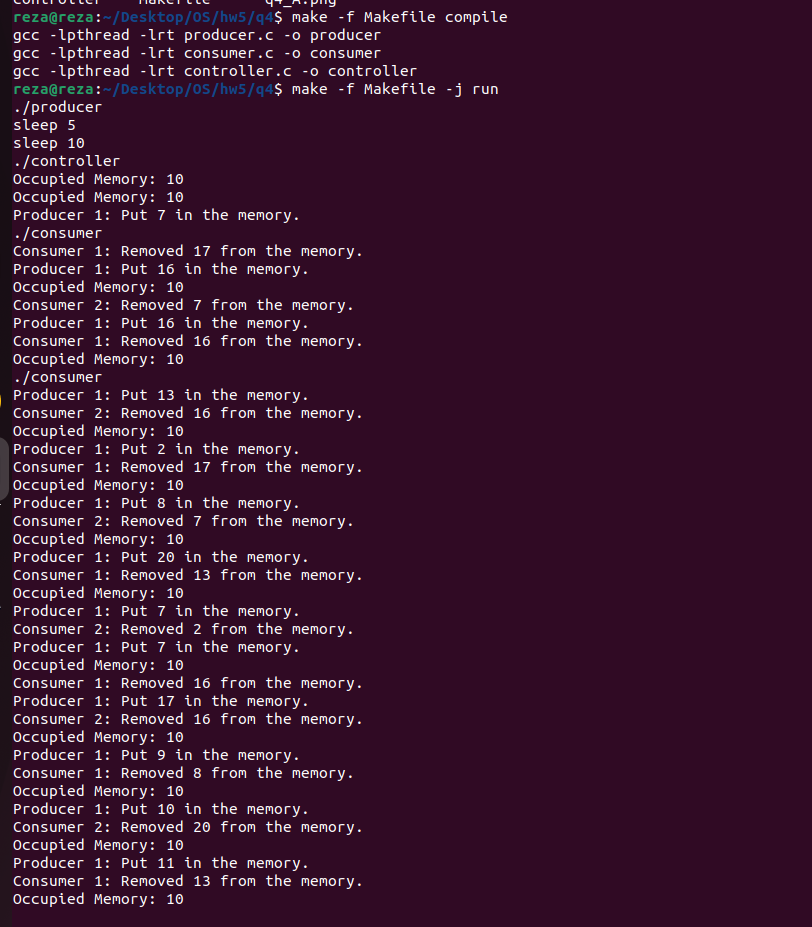 controller Makefile q4_A.png
reza@reza:~/Desktop/OS/hw5/q4$ make -f Makefile compile
gcc -lpthread -lrt producer.c -o producer
gcc -lpthread -lrt consumer.c -o consumer
gcc -lpthread -lrt controller.c -o controller
reza@reza:~/Desktop/OS/hw5/q4$ make -f Makefile -j run
./producer
sleep 5
sleep 10
./controller
Occupied Memory: 10
Occupied Memory: 10
Producer 1: Put 7 in the memory.
./consumer
Consumer 1: Removed 17 from the memory.
Producer 1: Put 16 in the memory.
Occupied Memory: 10
Consumer 2: Removed 7 from the memory.
Producer 1: Put 16 in the memory.
Consumer 1: Removed 16 from the memory.
Occupied Memory: 10
./consumer
Producer 1: Put 13 in the memory.
Consumer 2: Removed 16 from the memory.
Occupied Memory: 10
Producer 1: Put 2 in the memory.
Consumer 1: Removed 17 from the memory.
Occupied Memory: 10
Producer 1: Put 8 in the memory.
Consumer 2: Removed 7 from the memory.
Occupied Memory: 10
Producer 1: Put 20 in the memory.
Consumer 1: Removed 13 from the memory.
Occupied Memory: 10
Producer 1: Put 7 in the memory.
Consumer 2: Removed 2 from the memory.
Producer 1: Put 7 in the memory.
Occupied Memory: 10
Consumer 1: Removed 16 from the memory.
Producer 1: Put 17 in the memory.
Consumer 2: Removed 16 from the memory.
Occupied Memory: 10
Producer 1: Put 9 in the memory.
Consumer 1: Removed 8 from the memory.
Occupied Memory: 10
Producer 1: Put 10 in the memory.
Consumer 2: Removed 20 from the memory.
Occupied Memory: 10
Producer 1: Put 11 in the memory.
Consumer 1: Removed 13 from the memory.
Occupied Memory: 10